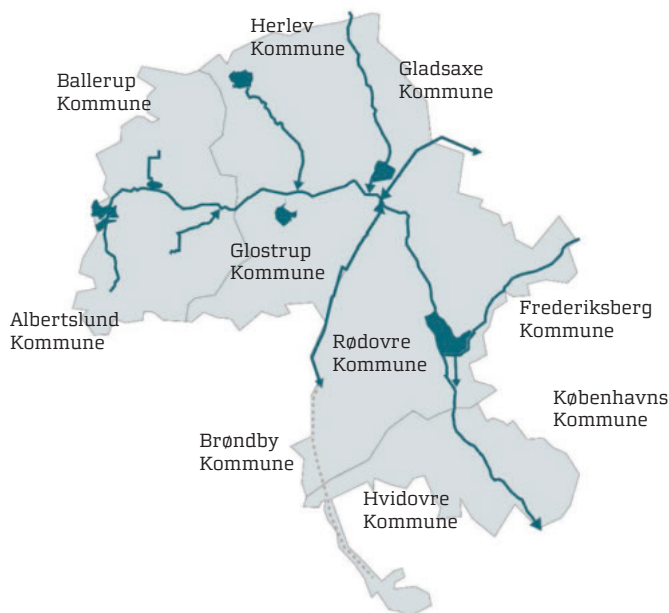 Herlev
Kommune
Gladsaxe
Kommune
Ballerup
Kommune
Glostrup
Kommune
Albertslund
Kommune
Frederiksberg
Kommune
Rødovre
Kommune
Københavns
Kommune
Brøndby
Kommune
Hvidovre
Kommune